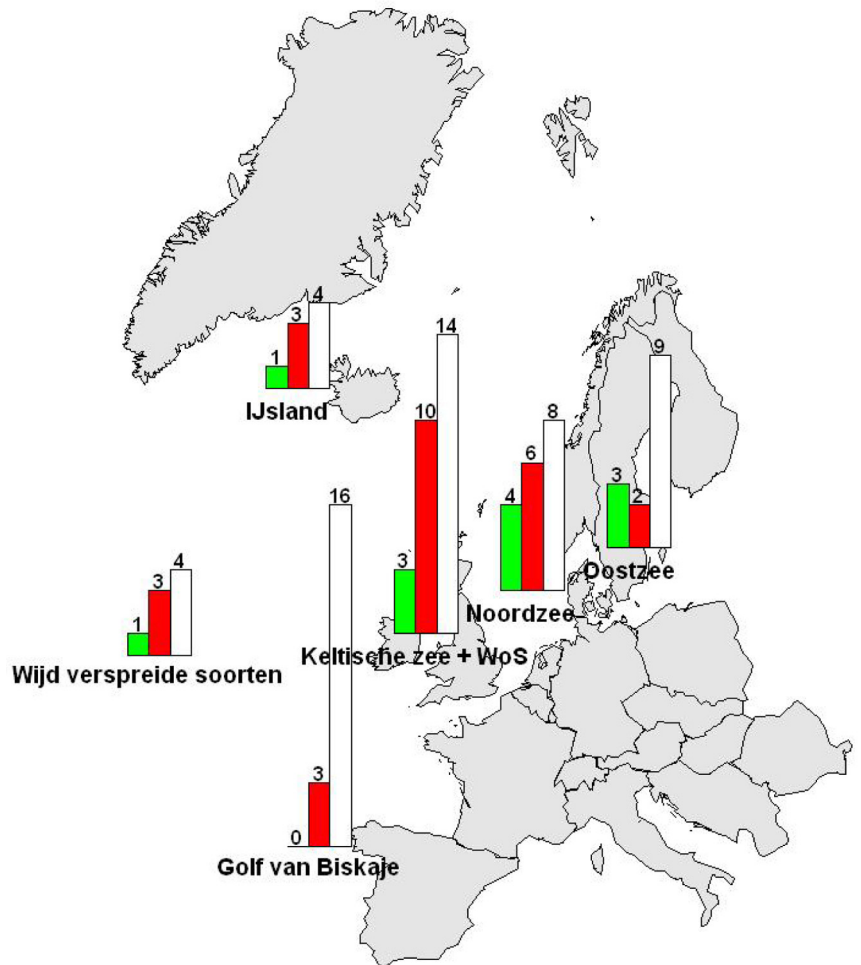 1 3 4
IJsland
3 10 14
Keltische zee + WoS
4 6 8
Noordzee
3 2 9
Oostzee
1 3 4
Wijd verspreide soorten
0 3 16
Golf van Biskaje